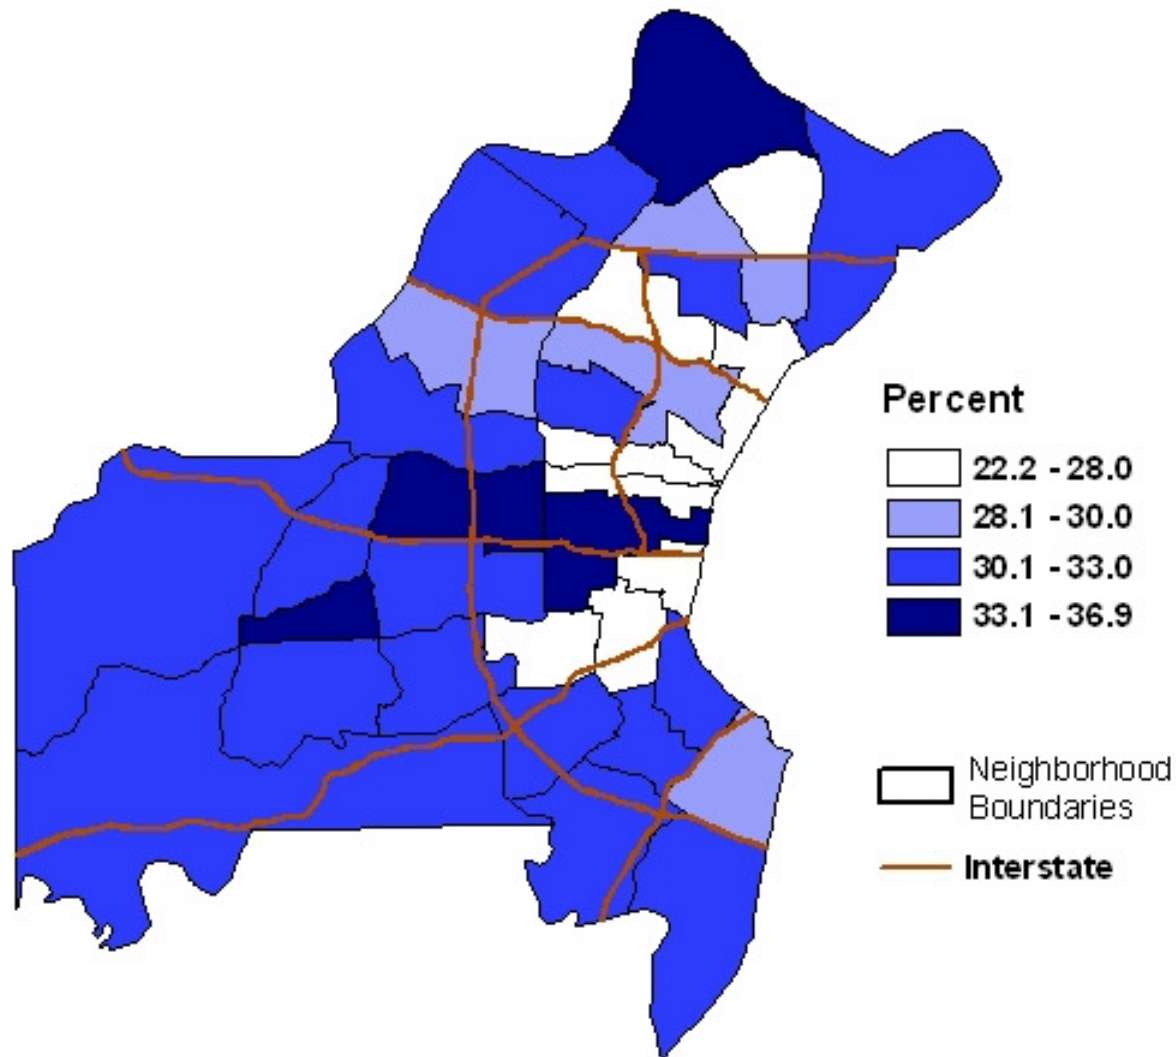 Percent
22.2 - 28.0
28.1 - 30.0
30.1 - 33.0
33.1 - 36.9
Neighborhood
Boundaries
Interstate